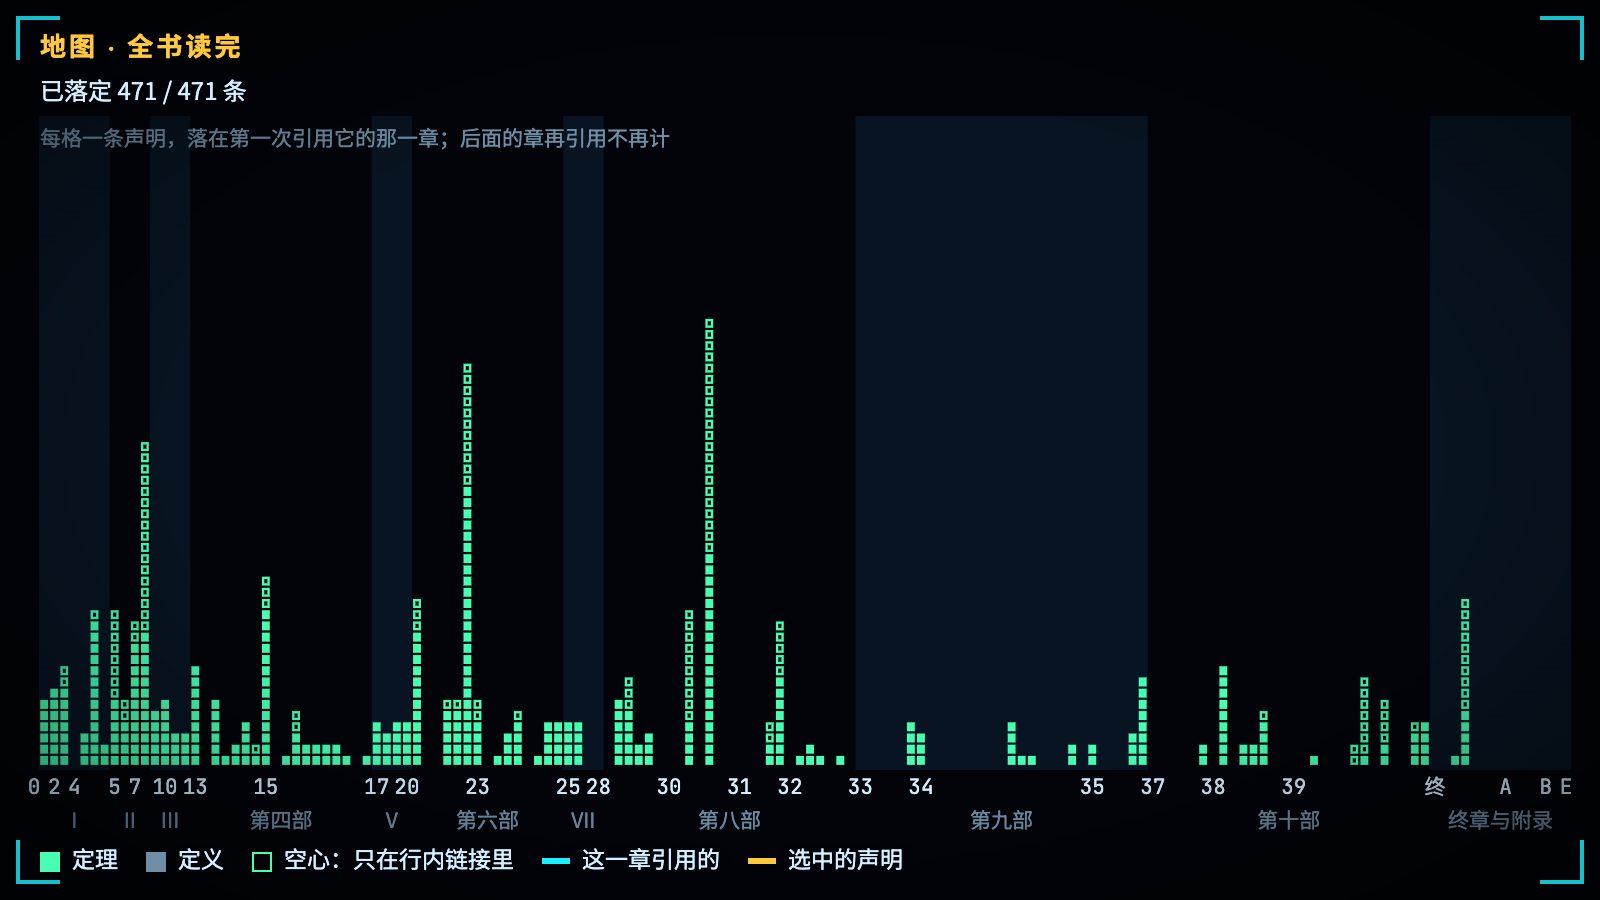 地图 · 全书读完
已落定 471 / 471 条
每格一条声明，落在第一次引用它的那一章；后面的章再引用不再计
0 2 4 5 7 10 13 15 17 20 23 25 28 30 31 32 33 34 35 37 38 39 终 A B E
I II III 第四部 V 第六部 VII 第八部 第九部 第十部 终章与附录
定理 定义 空心：只在行内链接里 这一章引用的 选中的声明